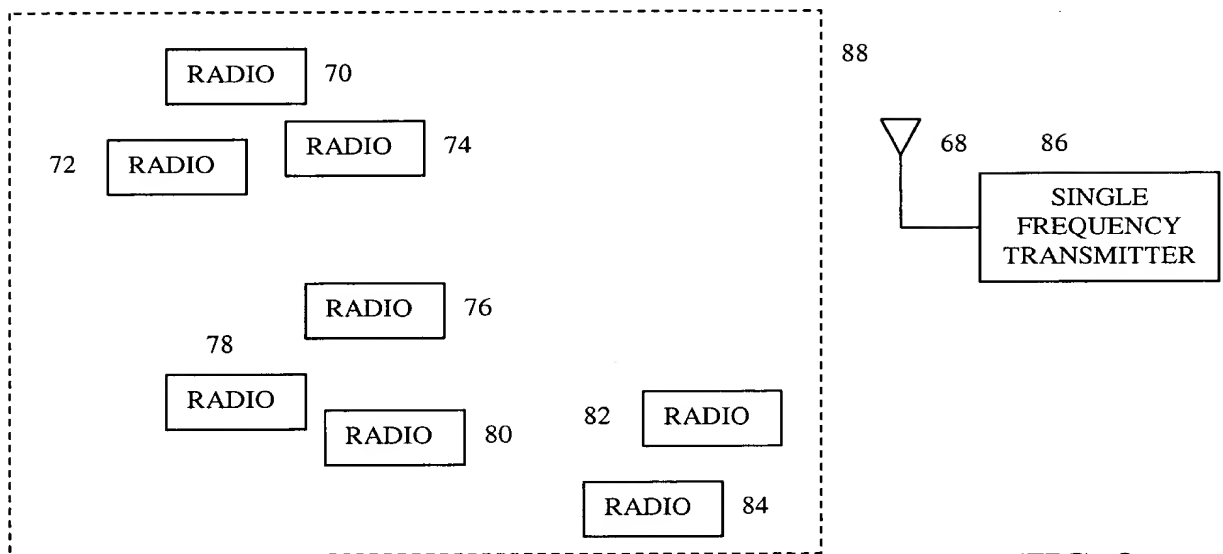 88
RADIO 70
RADIO 74
68 86
72 RADIO
SINGLE
FREQUENCY
TRANSMITTER
RADIO 76
78
RADIO
82 RADIO
RADIO 80
RADIO 84